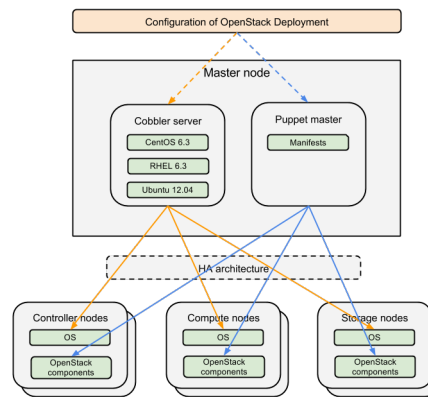 Configuration of OpenStack Deployment
Master node
Cobbler server
CentOS 6.3
RHEL 6.3
Ubuntu 12.04
Puppet master
Manifests
HA architecture
Controller nodes
OS
OpenStack
components
Compute nodes
OS
OpenStack
components
Storage nodes
OS
OpenStack
components